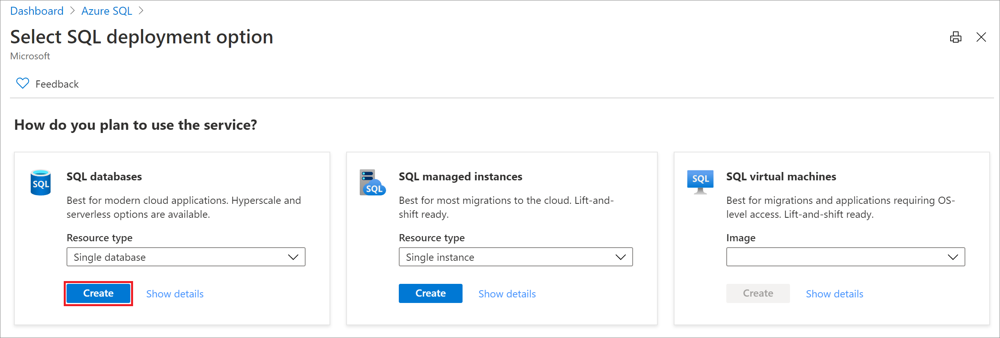 Dashboard > Azure SQL >
Select SQL deployment option
Microsoft
Feedback
How do you plan to use the service?
SQL
SQL databases
Best for modern cloud applications. Hyperscale and
serverless options are available.
Resource type
Single database
Create
Show details
SQL
SQL managed instances
Best for most migrations to the cloud. Lift-and-
shift ready.
Resource type
Single instance
Create
Show details
SQL
SQL virtual machines
Best for migrations and applications requiring OS-
level access. Lift-and-shift ready.
Image
Create
Show details